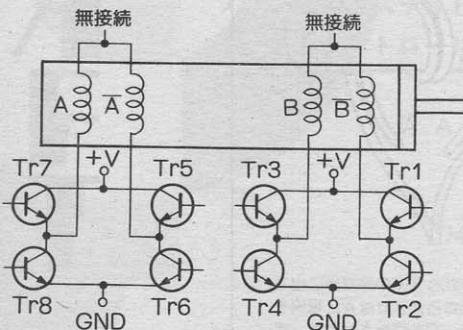 無接続 無接続
A A̅ B B̅
Tr7 +V Tr5 Tr3 +V Tr1
Tr8 GND Tr6 Tr4 GND Tr2